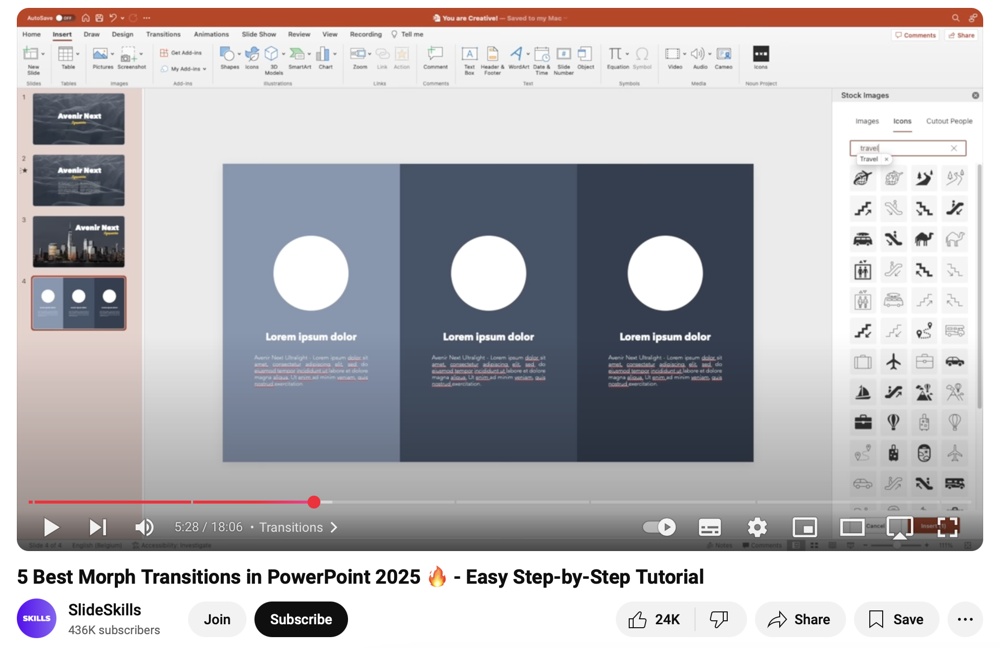 AutoSave OFF
You are Creative! — Saved to my Mac
Home Insert Draw Design Transitions Animations Slide Show Review View Recording Tell me
Comments Share
New Slide
Table
Pictures Screenshot
Get Add-ins
My Add-ins
Shapes Icons 3D Models SmartArt Chart
Zoom Link Action
Comment
Text Box Header & Footer WordArt Date & Time Slide Number Object
Equation Symbol
Video Audio Cameo
Icons
Slides Tables Images Add-ins Illustrations Links Comments Text Symbols Media Noun Project
1
Avenir Next
2
Avenir Next
3
Avenir Next
4
Stock Images
Images Icons Cutout People
travel
Travel
Lorem ipsum dolor
Avenir Next Ultralight - Lorem ipsum dolor sit
amet, consectetur adipiscing elit, sed do
eiusmod tempor incididunt ut labore et dolore
magna aliqua. Ut enim ad minim veniam, quis
nostrud exercitation.
Lorem ipsum dolor
Avenir Next Ultralight - Lorem ipsum dolor sit
amet, consectetur adipiscing elit, sed do
eiusmod tempor incididunt ut labore et dolore
magna aliqua. Ut enim ad minim veniam, quis
nostrud exercitation.
Lorem ipsum dolor
Avenir Next Ultralight - Lorem ipsum dolor sit
amet, consectetur adipiscing elit, sed do
eiusmod tempor incididunt ut labore et dolore
magna aliqua. Ut enim ad minim veniam, quis
nostrud exercitation.
5:28 / 18:06 • Transitions
Cancel Insert (1)
Slide 4 of 4 English (Belgium) Accessibility: Investigate
Notes Comments 111%
5 Best Morph Transitions in PowerPoint 2025 🔥 - Easy Step-by-Step Tutorial
SKILLS
SlideSkills
436K subscribers
Join
Subscribe
24K
Share
Save